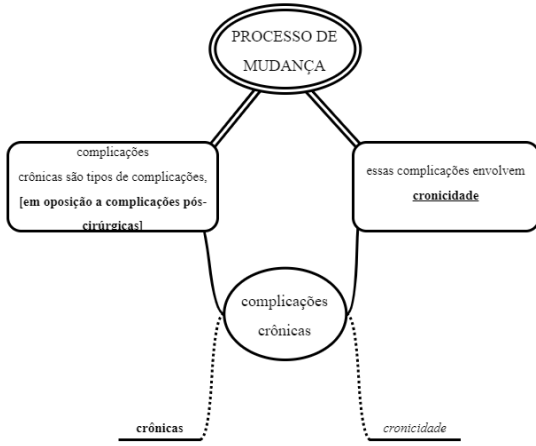 PROCESSO DE
MUDANÇA
complicações
crônicas são tipos de complicações,
[em oposição a complicações pós-
cirúrgicas]
essas complicações envolvem
cronicidade
complicações
crônicas
crônicas
cronicidade